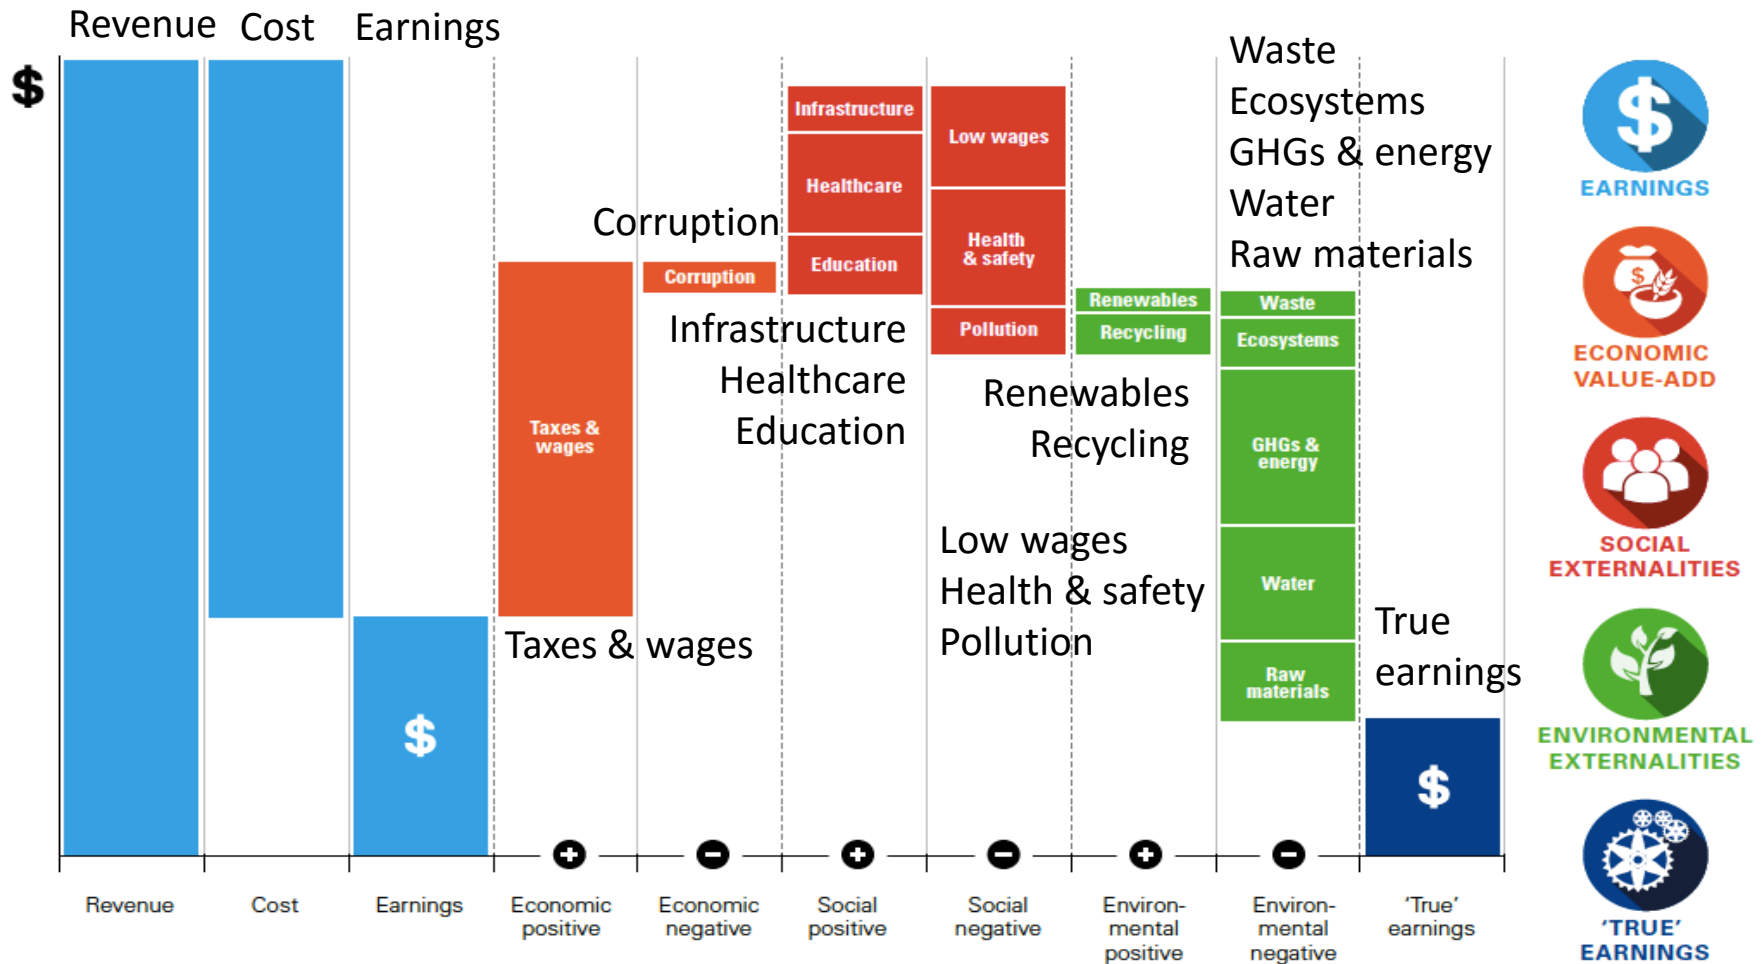 Revenue
Cost
Earnings
$
Corruption
Infrastructure
Healthcare
Education
Taxes & wages
Renewables
Recycling
Low wages
Health & safety
Pollution
Waste
Ecosystems
GHGs & energy
Water
Raw materials
True
earnings
$
Taxes &
wages
Corruption
Infrastructure
Healthcare
Education
Low wages
Health
& safety
Pollution
Renewables
Recycling
Waste
Ecosystems
GHGs &
energy
Water
Raw
materials
$
Revenue
Cost
Earnings
Economic
positive
Economic
negative
Social
positive
Social
negative
Environ-
mental
positive
Environ-
mental
negative
'True'
earnings
$
EARNINGS
$
ECONOMIC
VALUE-ADD
SOCIAL
EXTERNALITIES
ENVIRONMENTAL
EXTERNALITIES
'TRUE'
EARNINGS